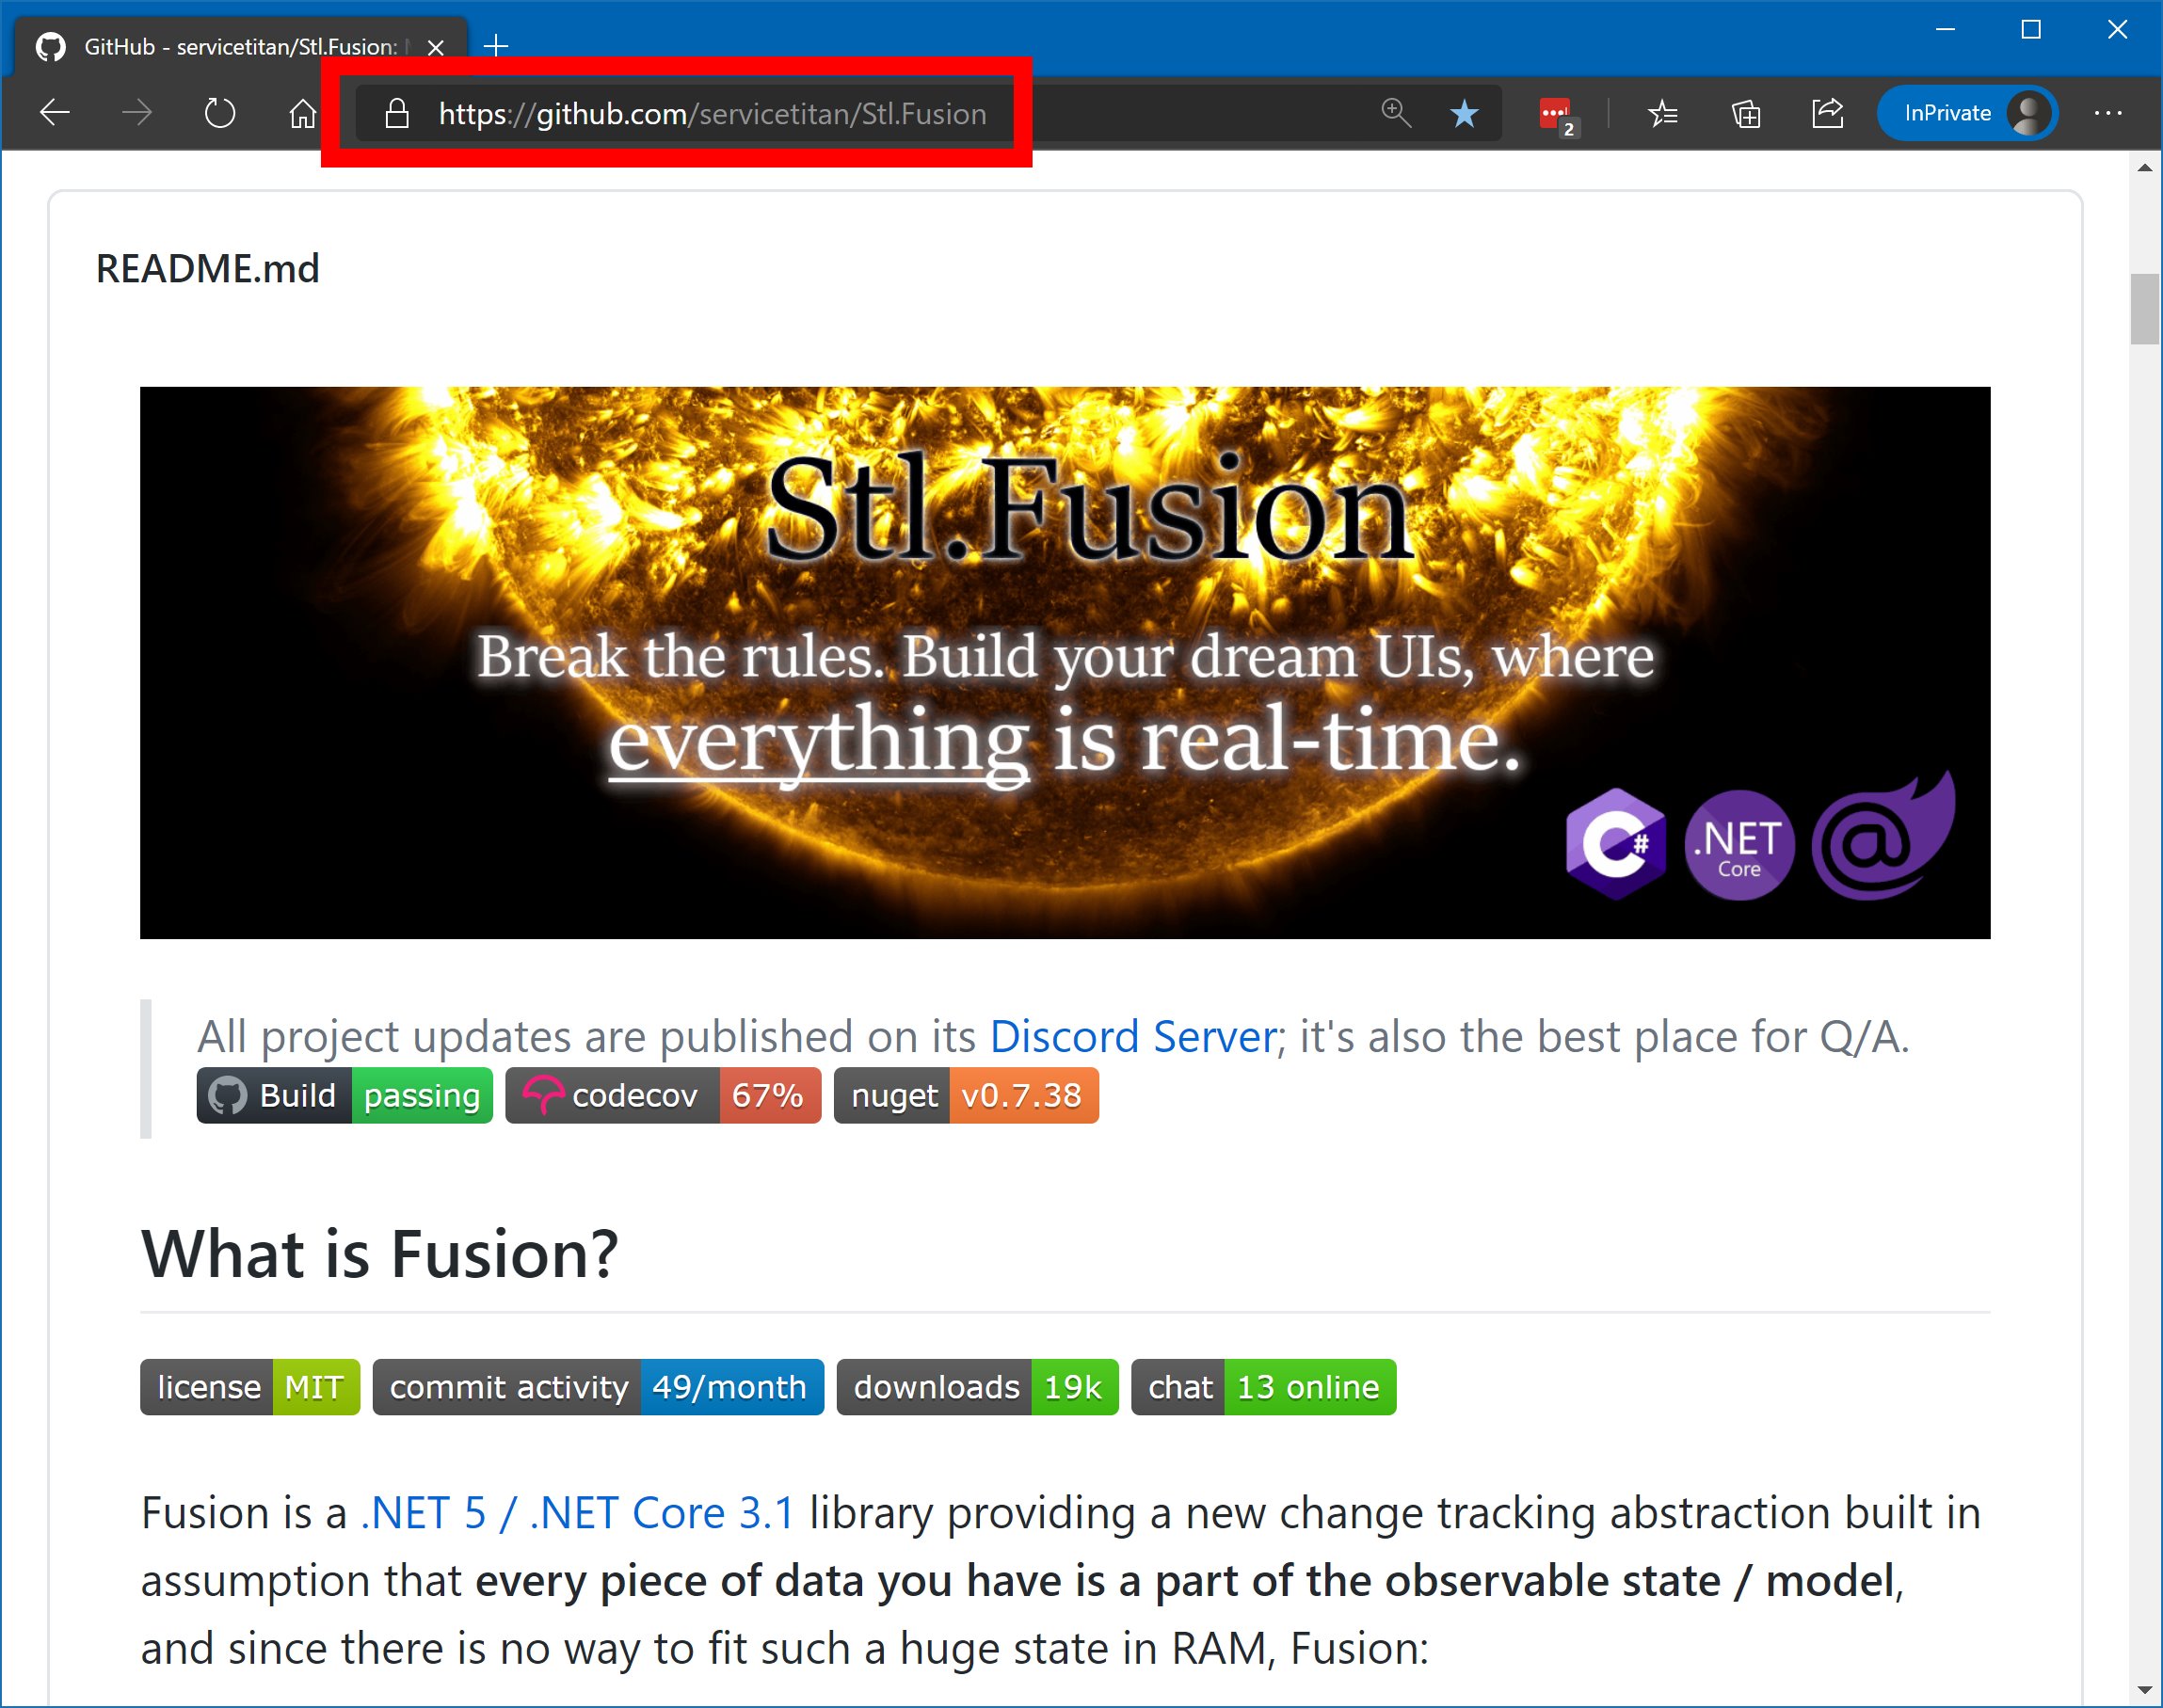 GitHub - servicetitan/Stl.Fusion:
https://github.com/servicetitan/Stl.Fusion
2
InPrivate
README.md
Stl.Fusion
Break the rules. Build your dream UIs, where
everything is real-time.
C#
.NET
Core
@
All project updates are published on its Discord Server; it's also the best place for Q/A.
Build passing codecov 67% nuget v0.7.38
What is Fusion?
license MIT commit activity 49/month downloads 19k chat 13 online
Fusion is a .NET 5 / .NET Core 3.1 library providing a new change tracking abstraction built in
assumption that every piece of data you have is a part of the observable state / model,
and since there is no way to fit such a huge state in RAM, Fusion: